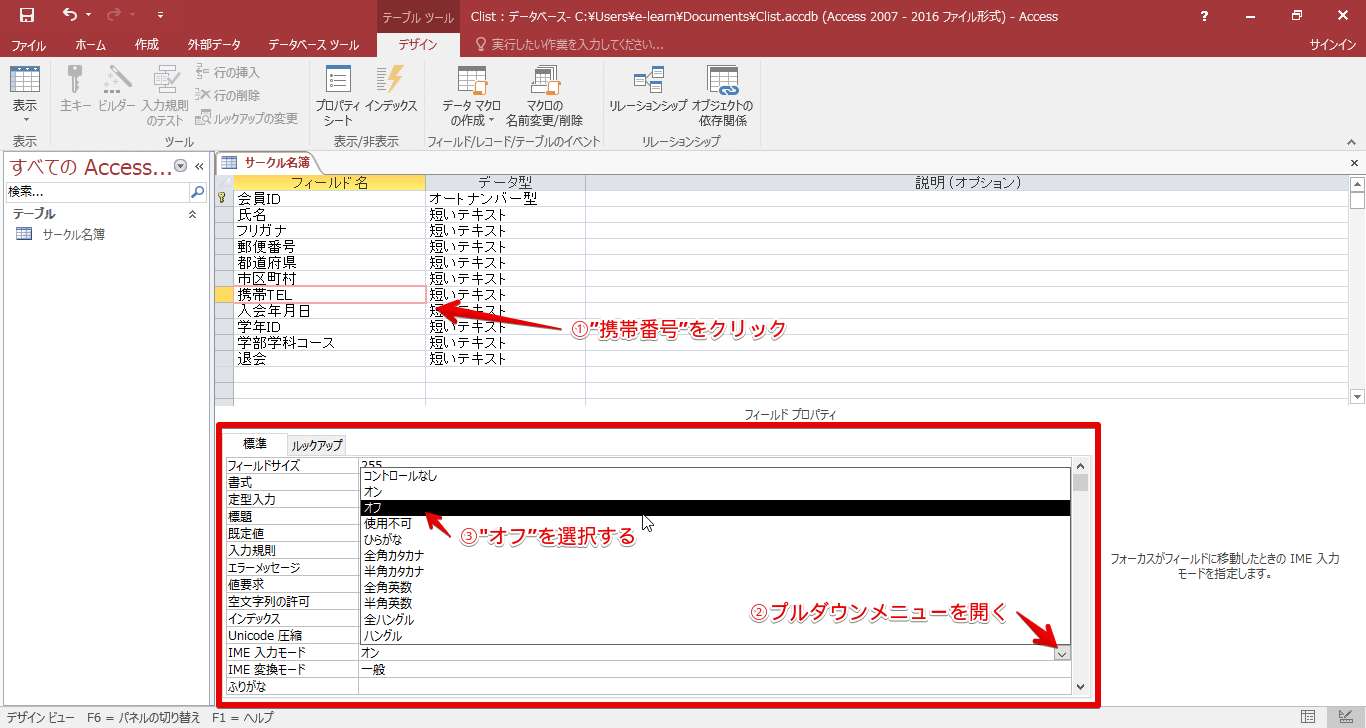 テーブル ツール
Clist : データベース- C:¥Users¥e-learn¥Documents¥Clist.accdb (Access 2007 - 2016 ファイル形式) - Access
?
ファイル
ホーム
作成
外部データ
データベース ツール
デザイン
実行したい作業を入力してください...
サインイン
表示
主キー
ビルダー
入力規則
のテスト
行の挿入
行の削除
ルックアップの変更
プロパティ
シート
インデックス
データ マクロ
の作成
マクロの
名前変更/削除
リレーションシップ
オブジェクトの
依存関係
表示
ツール
表示/非表示
フィールド/レコード/テーブルのイベント
リレーションシップ
すべての Access...
検索...
テーブル
サークル名簿
サークル名簿
フィールド名 データ型 説明(オプション)
会員ID オートナンバー型
氏名 短いテキスト
フリガナ 短いテキスト
郵便番号 短いテキスト
都道府県 短いテキスト
市区町村 短いテキスト
携帯TEL 短いテキスト
入会年月日 短いテキスト
学年ID 短いテキスト
学部学科コース 短いテキスト
退会 短いテキスト
①”携帯番号”をクリック
フィールド プロパティ
標準 ルックアップ
フィールドサイズ 255
書式
定型入力
標題
既定値
入力規則
エラーメッセージ
値要求
空文字列の許可
インデックス
Unicode 圧縮
IME 入力モード オン
IME 変換モード 一般
ふりがな
コントロールなし
オン
オフ
使用不可
ひらがな
全角カタカナ
半角カタカナ
全角英数
半角英数
全ハングル
ハングル
③"オフ”を選択する
②プルダウンメニューを開く
フォーカスがフィールドに移動したときの IME 入力
モードを指定します。
デザイン ビュー F6 = パネルの切り替え F1 = ヘルプ